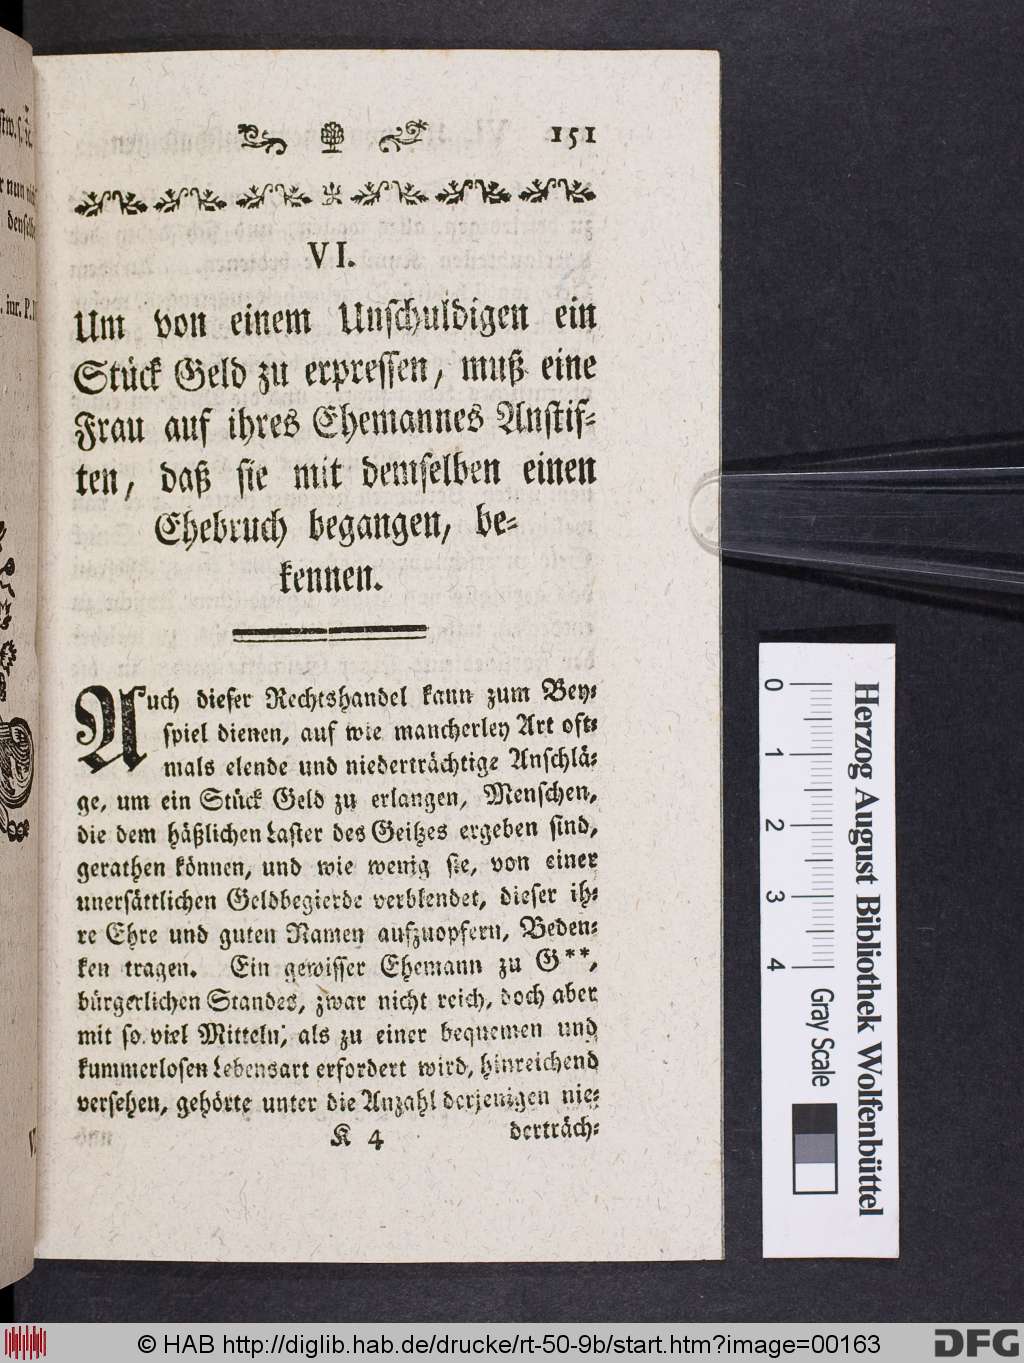 151
VI.
Um von einem Unschuldigen ein
Stück Geld zu erpressen, muß eine
Frau auf ihres Ehemannes Anstif-
ten, daß sie mit demselben einen
Ehebruch begangen, be-
kennen.
Auch dieser Rechtshandel kann zum Bey-
spiel dienen, auf wie mancherley Art oft-
mals elende und niederträchtige Anschlä-
ge, um ein Stück Geld zu erlangen, Menschen,
die dem häßlichen Laster des Geitzes ergeben sind,
gerathen können, und wie wenig sie, von einer
unersättlichen Geldbegierde verblendet, dieser ih-
re Ehre und guten Namen aufzuopfern, Beden-
ken tragen. Ein gewisser Ehemann zu G**,
bürgerlichen Standes, zwar nicht reich, doch aber
mit so viel Mitteln, als zu einer bequemen und
kummerlosen Lebensart erfordert wird, hinreichend
versehen, gehörte unter die Anzahl derjenigen nie-
K 4 derträch-
Herzog August Bibliothek Wolfenbüttel
0 1 2 3 4 Gray Scale
© HAB http://diglib.hab.de/drucke/rt-50-9b/start.htm?image=00163
DFG